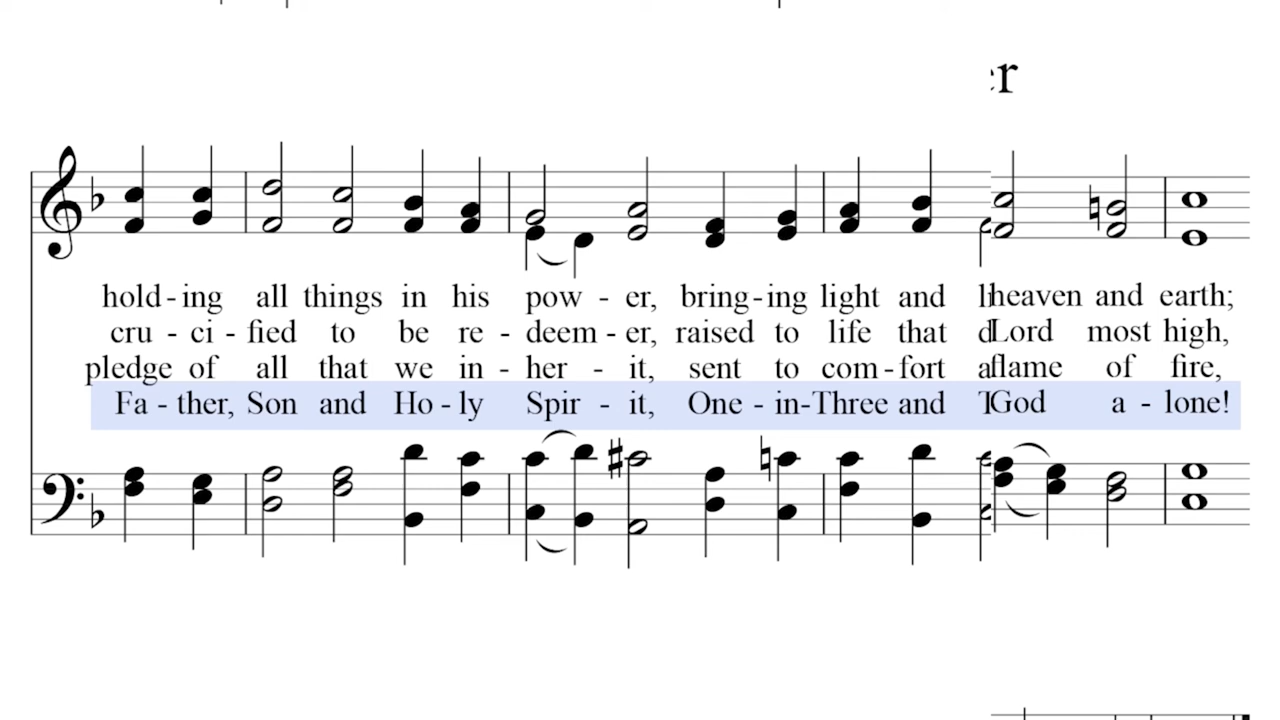 er
hold - ing all things in his pow - er, bring - ing light and heaven and earth;
cru - ci - fied to be re - deem - er, raised to life that Lord most high,
pledge of all that we in - her - it, sent to com - fort flame of fire,
Fa - ther, Son and Ho - ly Spir - it, One - in-Three and God a - lone!